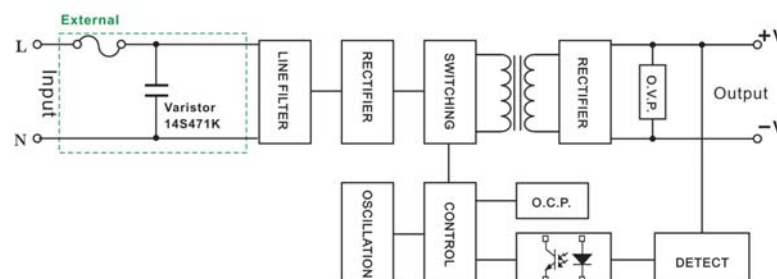 External
L
Input
N
Varistor
14S471K
LINE FILTER
RECTIFIER
SWITCHING
RECTIFIER
O.V.P.
+V
Output
-V
OSCILLATION
CONTROL
O.C.P.
DETECT